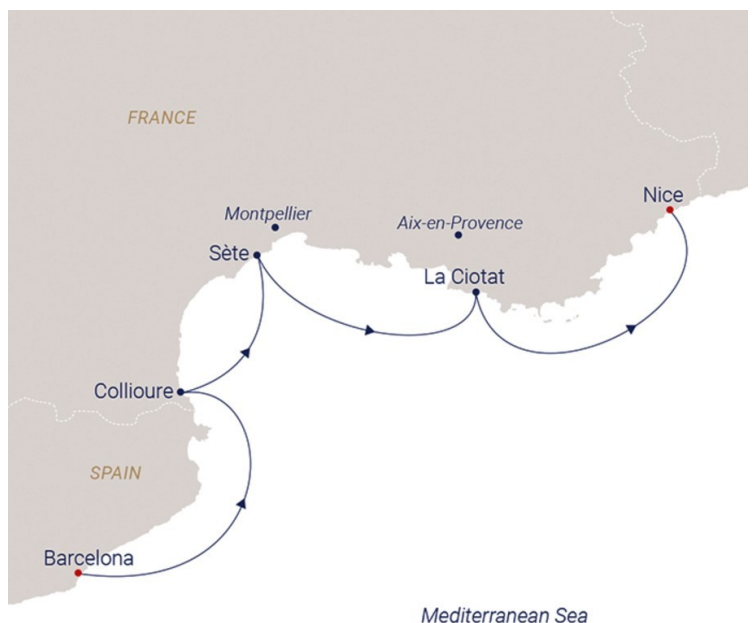 FRANCE
Nice
Montpellier
Aix-en-Provence
Sète
La Ciotat
Collioure
SPAIN
Barcelona
Mediterranean Sea